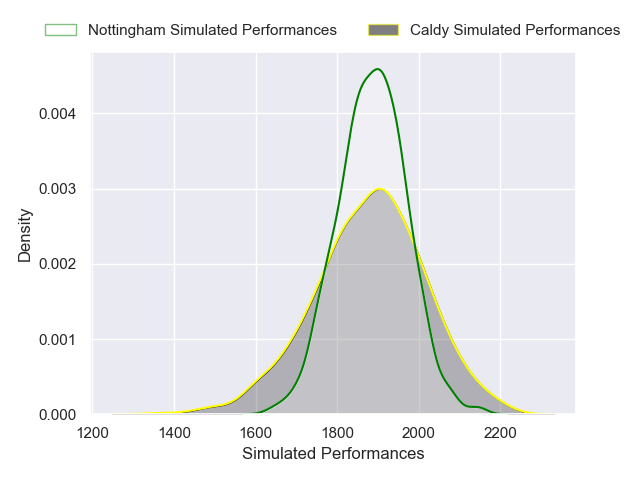 Nottingham Simulated Performances
Caldy Simulated Performances
0.004
0.003
0.002
0.001
0.000
Density
1200 1400 1600 1800 2000 2200
Simulated Performances